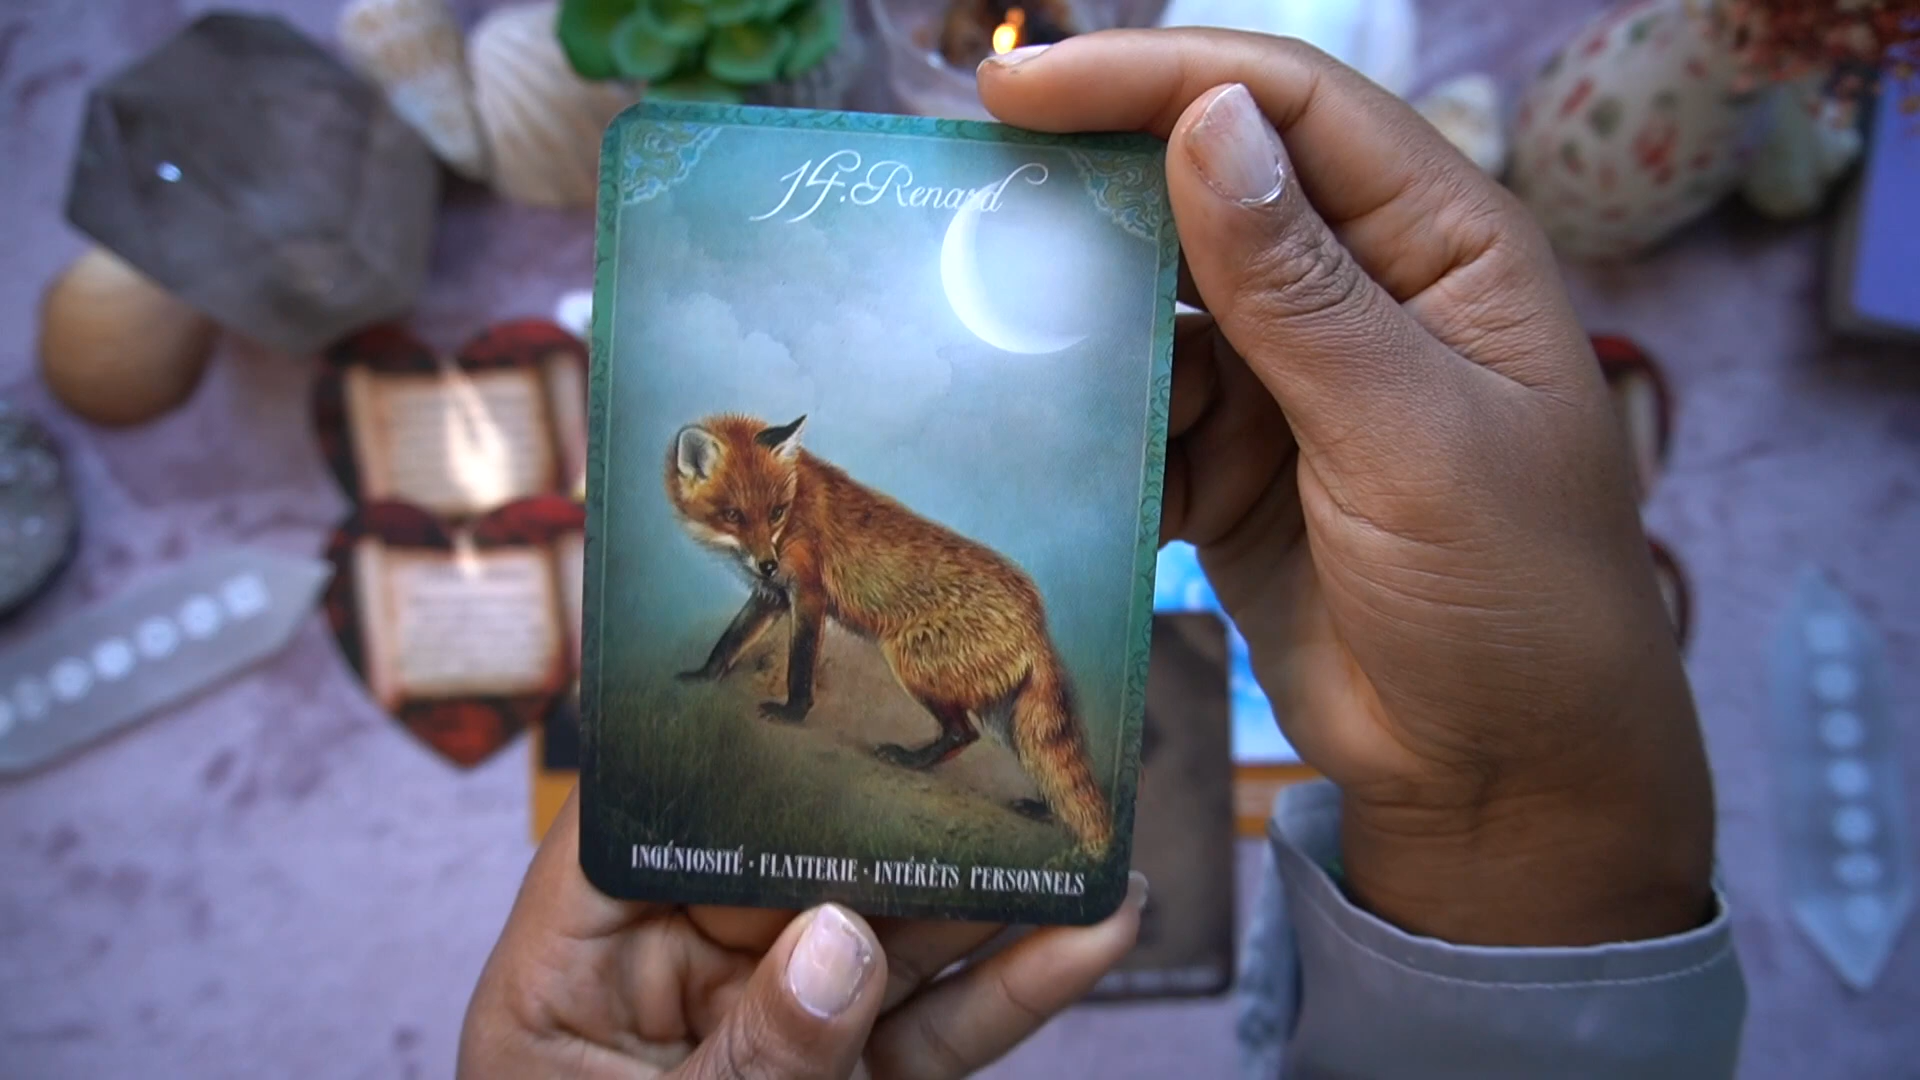 14. Renard
INGÉNIOSITÉ · FLATTERIE · INTÉRÊTS PERSONNELS